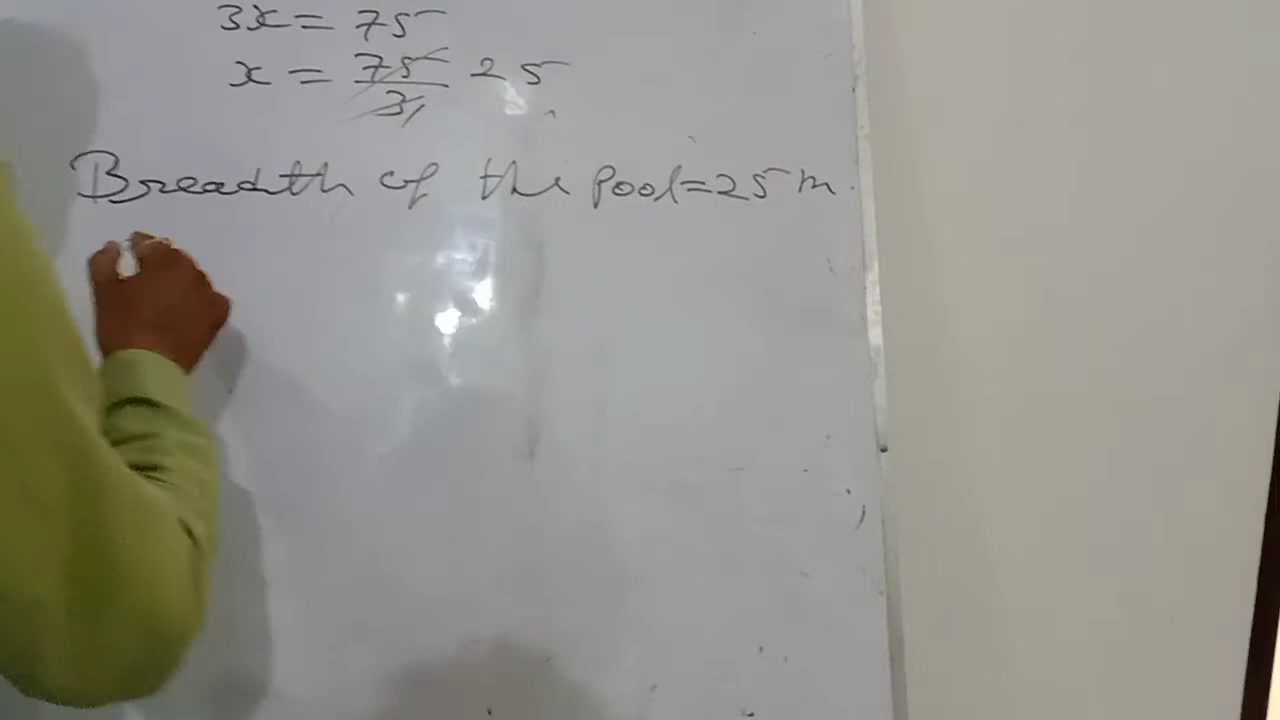 3x = 75
x = 75/3 25
Breadth of the pool = 25 m.